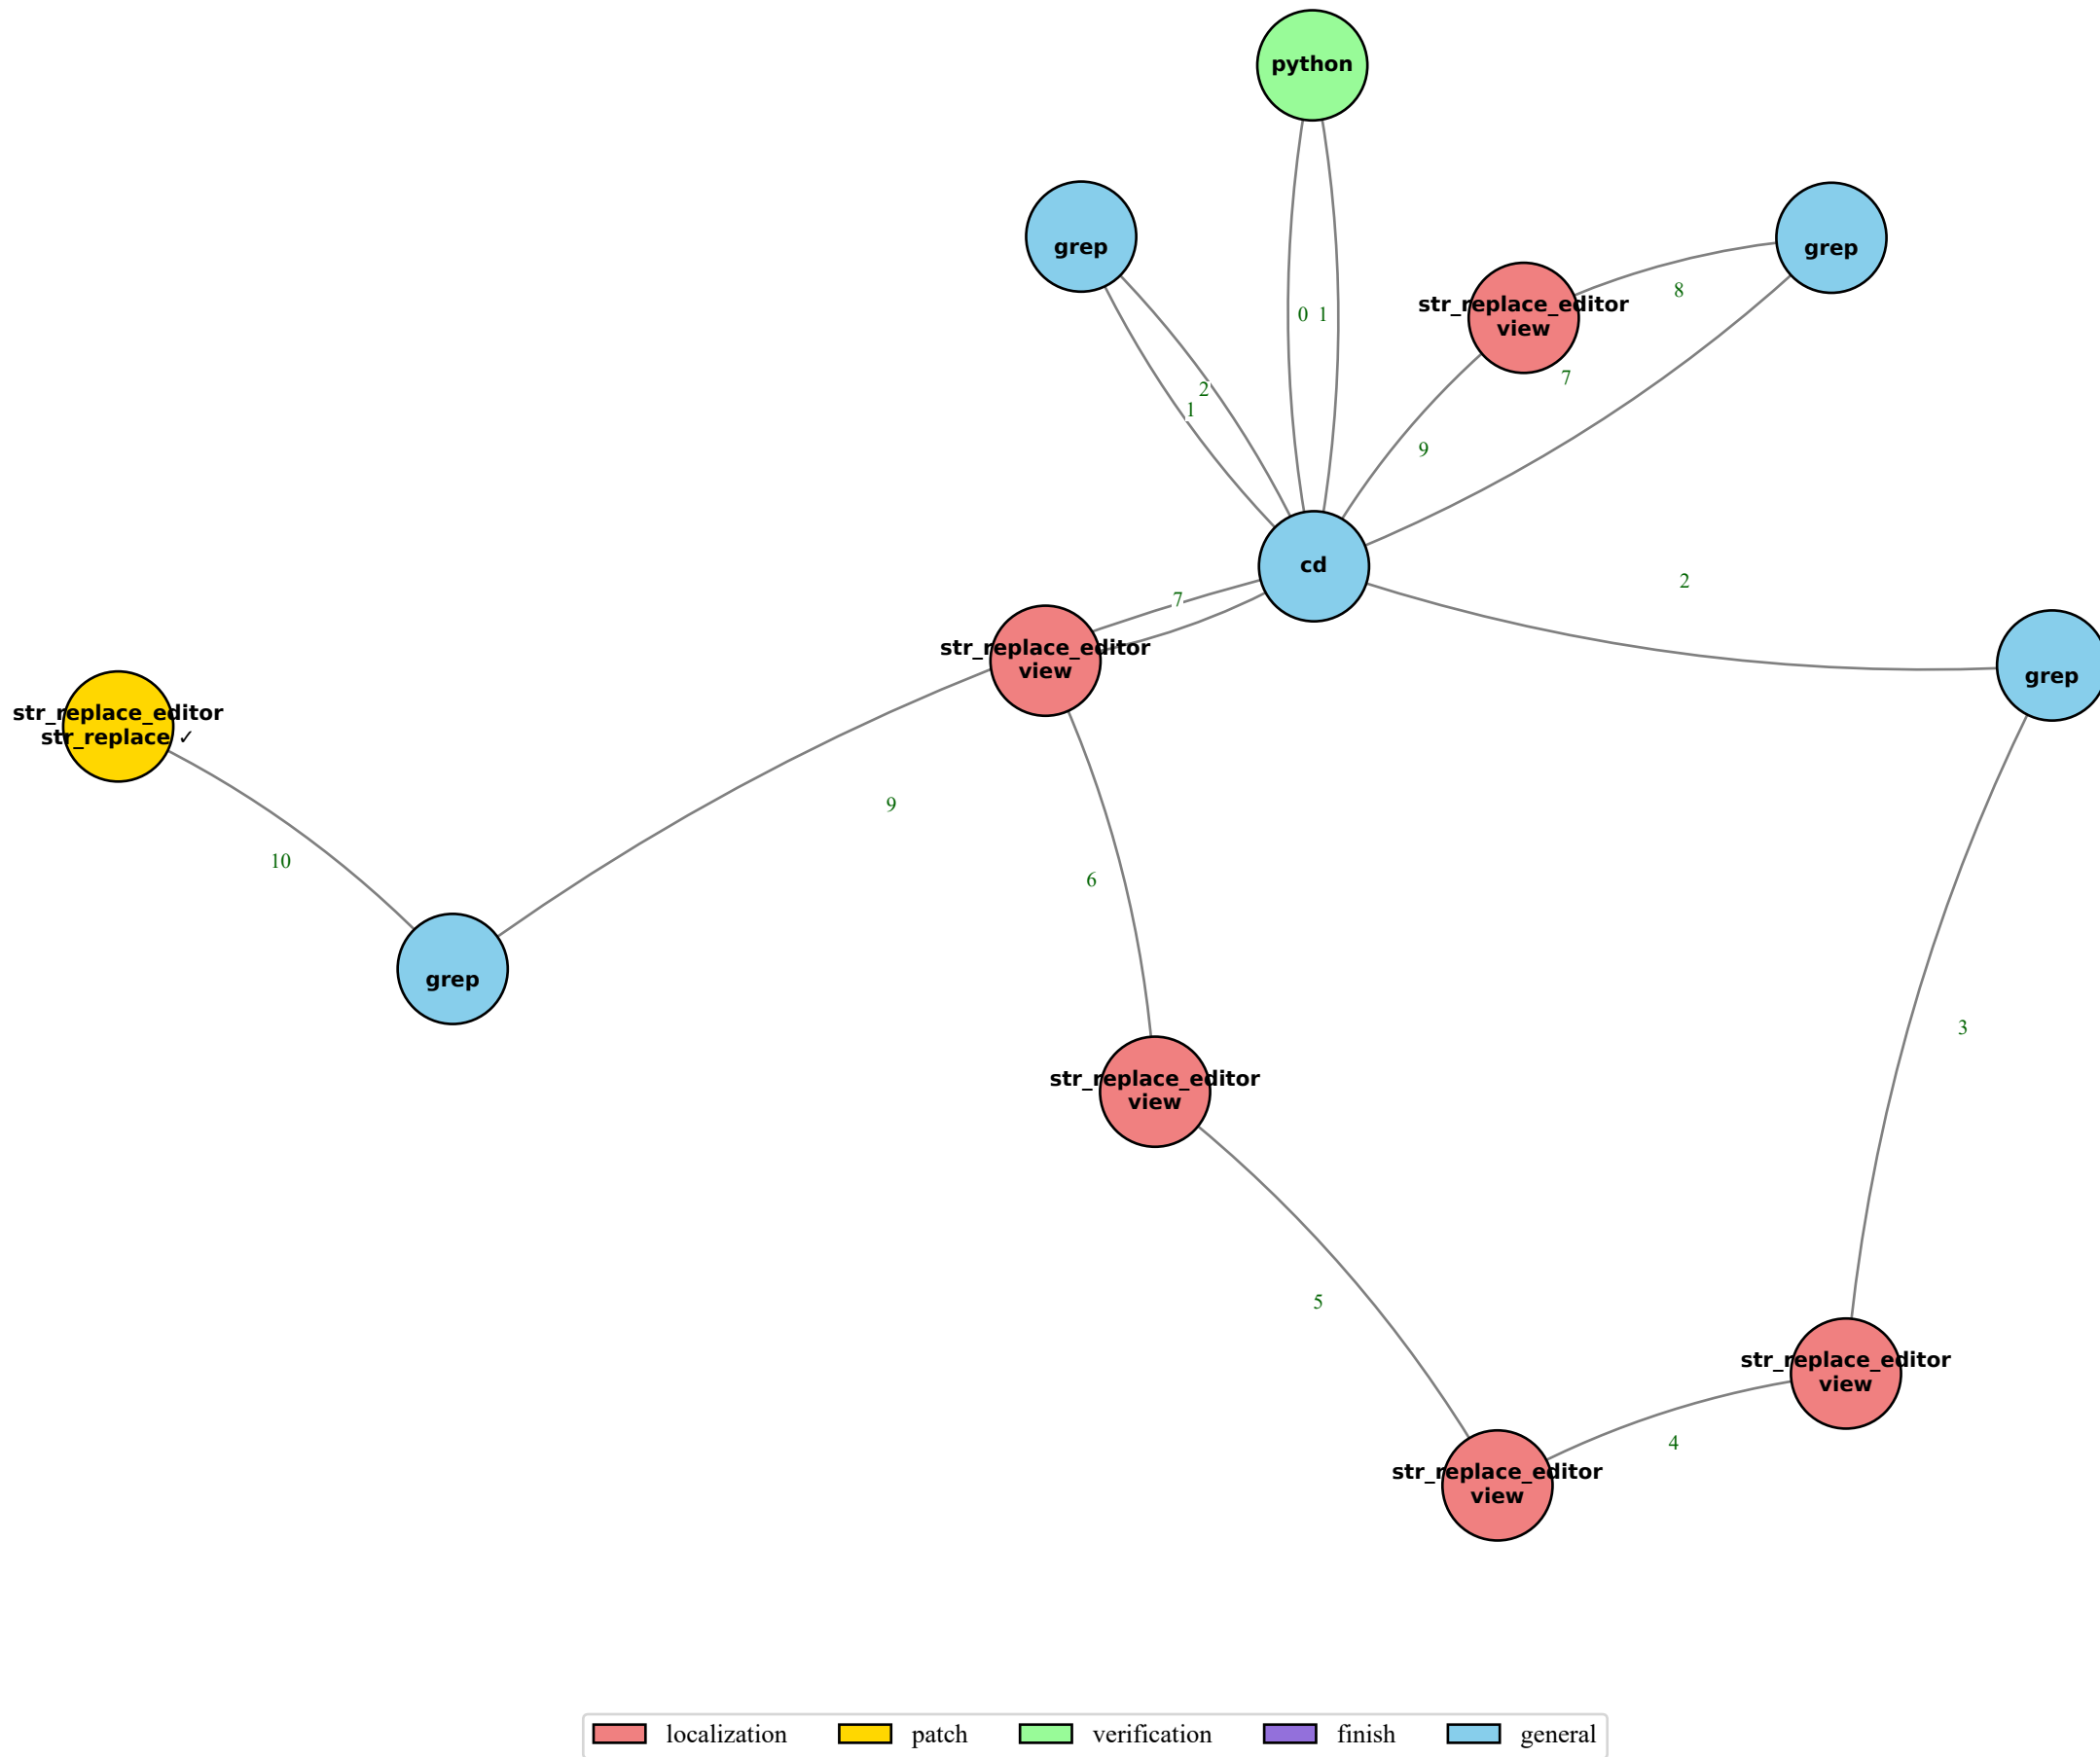 python
grep
grep
8
str_replace_editor
view
0 1
7
2
1
9
cd
2
7
str_replace_editor
view
grep
str_replace_editor
str_replace ✓
9
10
6
grep
3
str_replace_editor
view
5
str_replace_editor
view
4
str_replace_editor
view
localization patch verification finish general